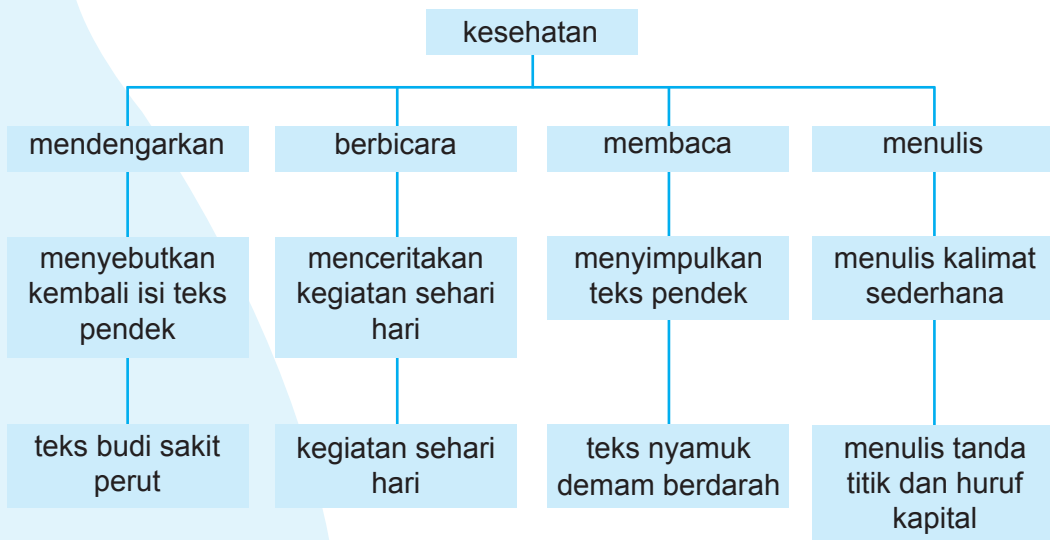 kesehatan
mendengarkan
berbicara
membaca
menulis
menyebutkan
kembali isi teks
pendek
menceritakan
kegiatan sehari
hari
menyimpulkan
teks pendek
menulis kalimat
sederhana
teks budi sakit
perut
kegiatan sehari
hari
teks nyamuk
demam berdarah
menulis tanda
titik dan huruf
kapital